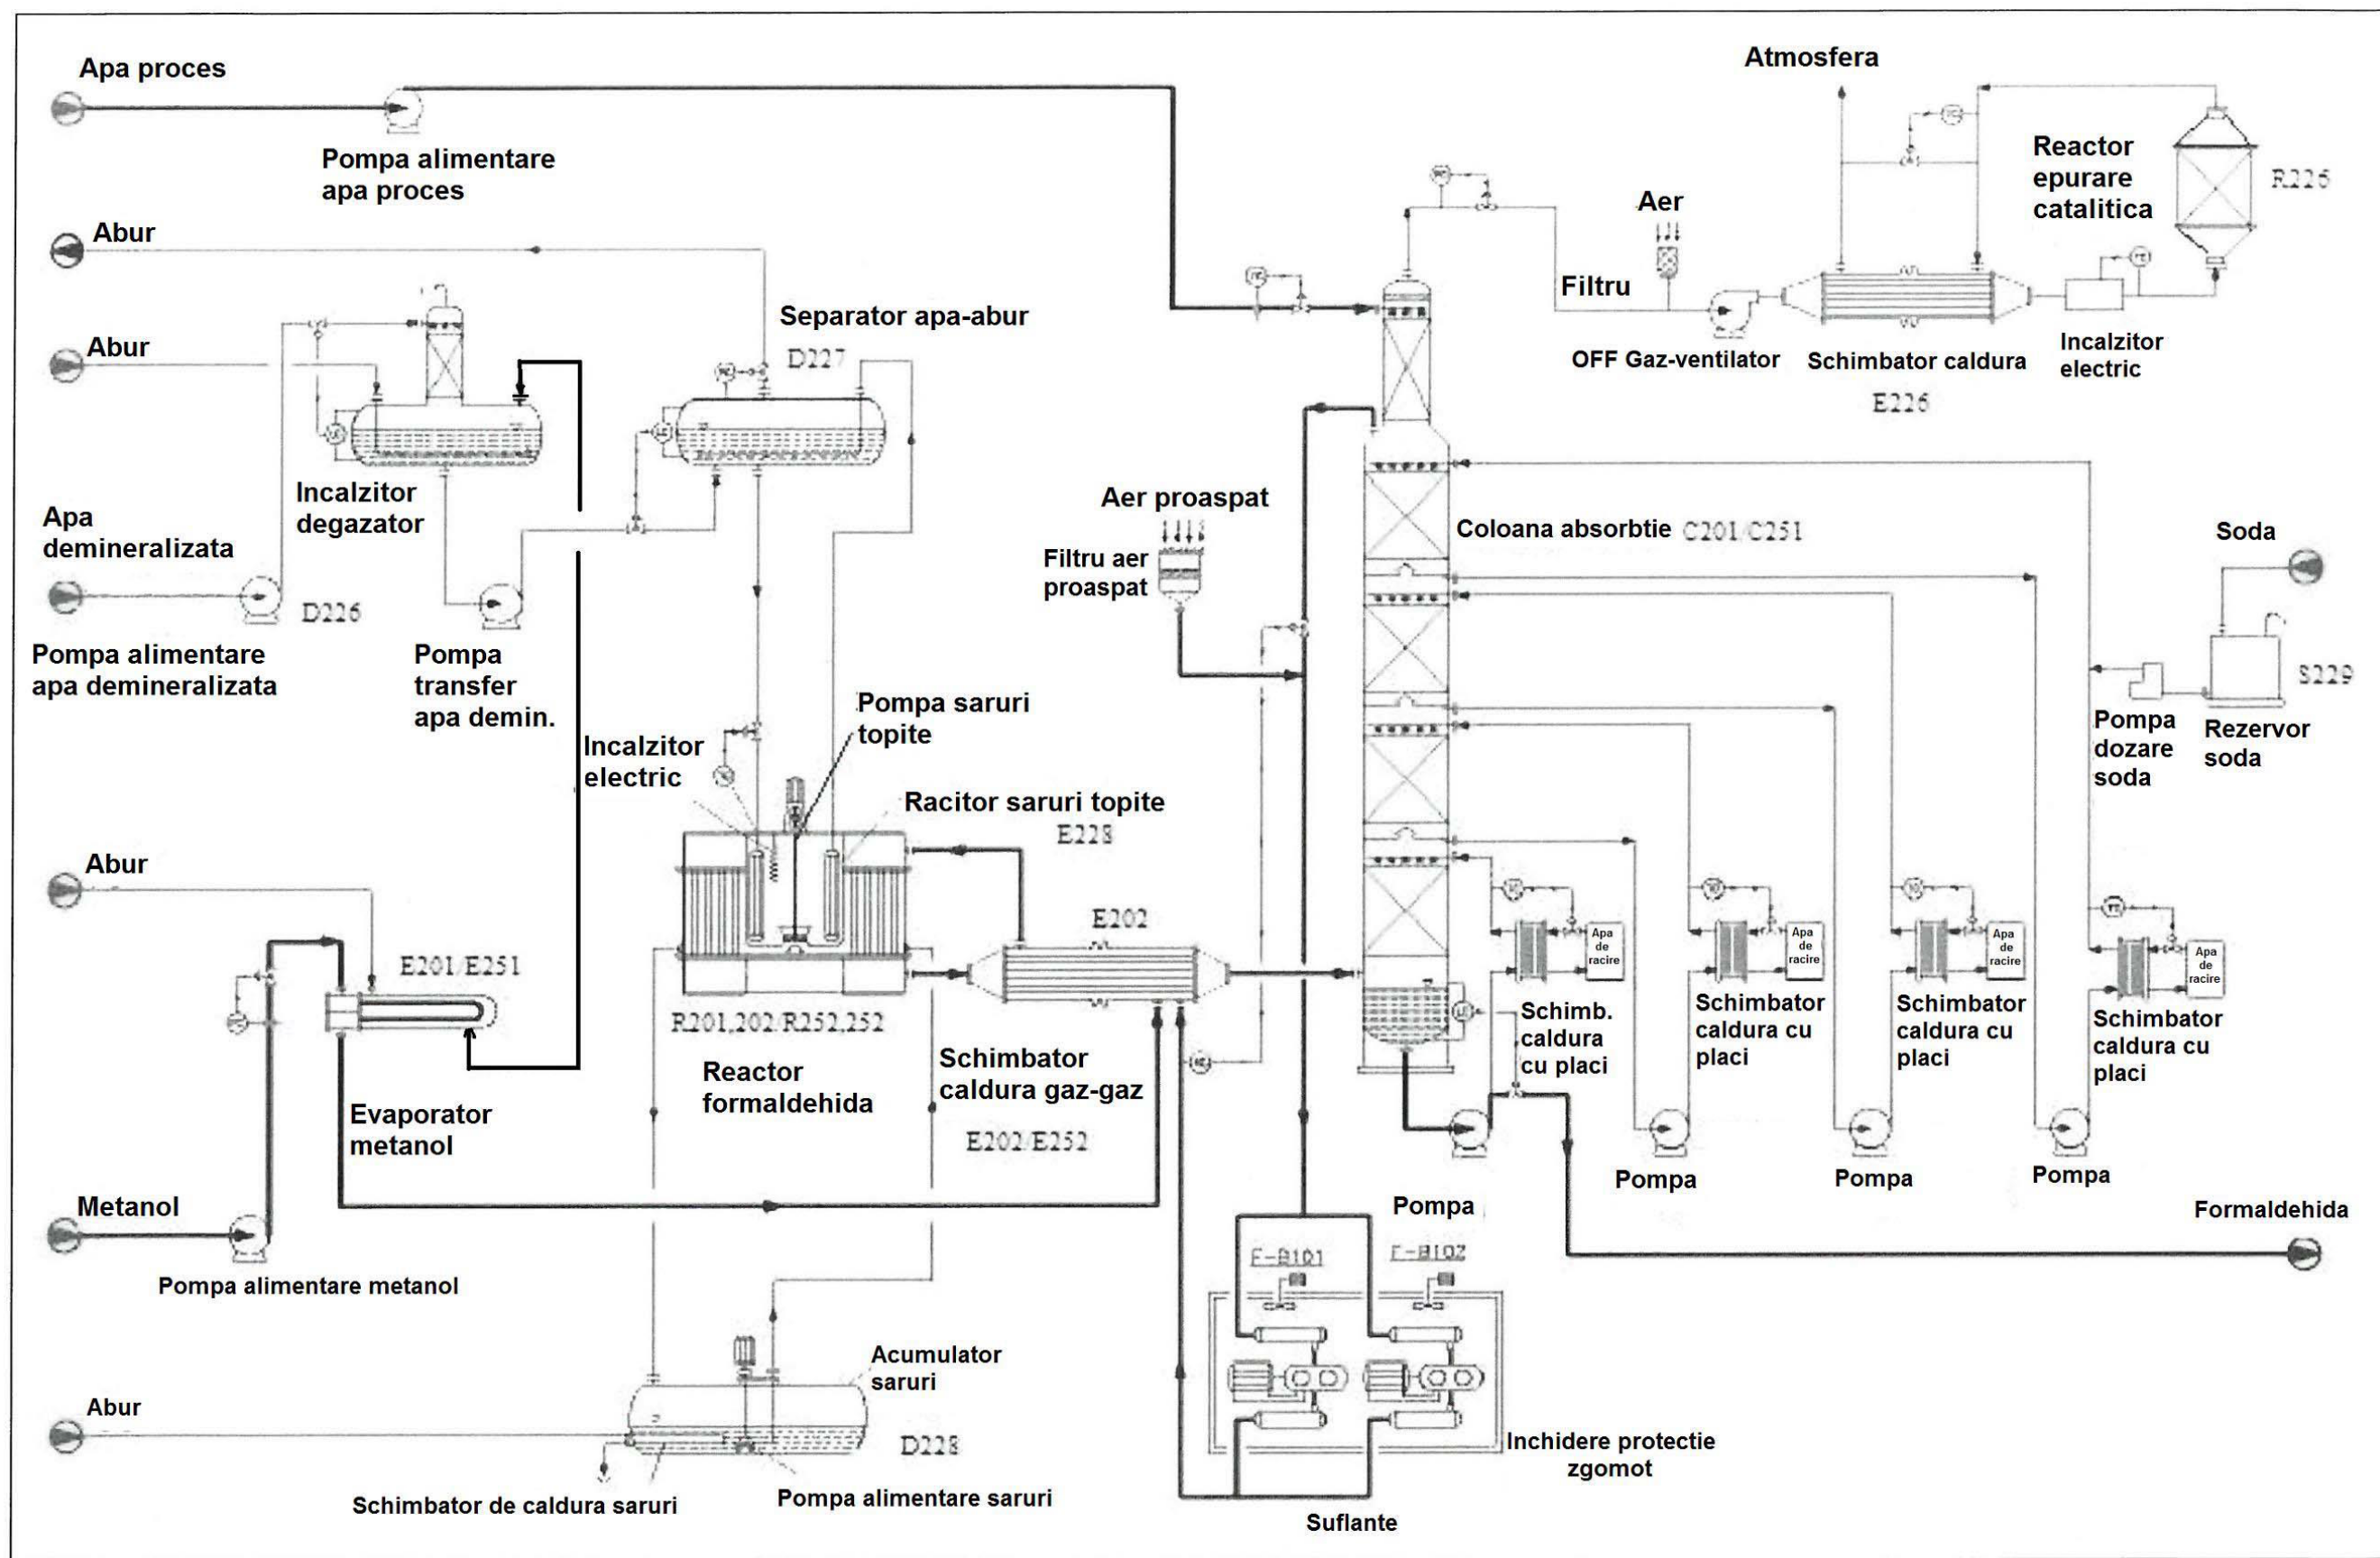 Apa proces
Pompa alimentare
apa proces
Abur
Abur
Separator apa-abur
D227
Incalzitor
degazator
Apa
demineralizata
D226
Pompa alimentare
apa demineralizata
Pompa
transfer
apa demin.
Incalzitor
electric
Pompa saruri
topite
Racitor saruri topite
E228
Abur
E201/E251
E202
R201,202/R252,252
Reactor
formaldehida
Schimbator
caldura gaz-gaz
E202/E252
Evaporator
metanol
Metanol
Pompa alimentare metanol
Abur
Acumulator
saruri
D228
Schimbator de caldura saruri
Pompa alimentare saruri
Atmosfera
Aer
Filtru
OFF Gaz-ventilator
Schimbator caldura
E226
Incalzitor
electric
Reactor
epurare
catalitica
R226
Aer proaspat
Filtru aer
proaspat
Coloana absorbtie C201/C251
Soda
S229
Pompa
dozare
soda
Rezervor
soda
Apa
de
racire
Apa
de
racire
Apa
de
racire
Apa
de
racire
Schimb.
caldura
cu placi
Schimbator
caldura cu
placi
Schimbator
caldura cu
placi
Schimbator
caldura cu
placi
Pompa
Pompa
Pompa
Pompa
Formaldehida
F-B101
F-B102
Inchidere protectie
zgomot
Suflante